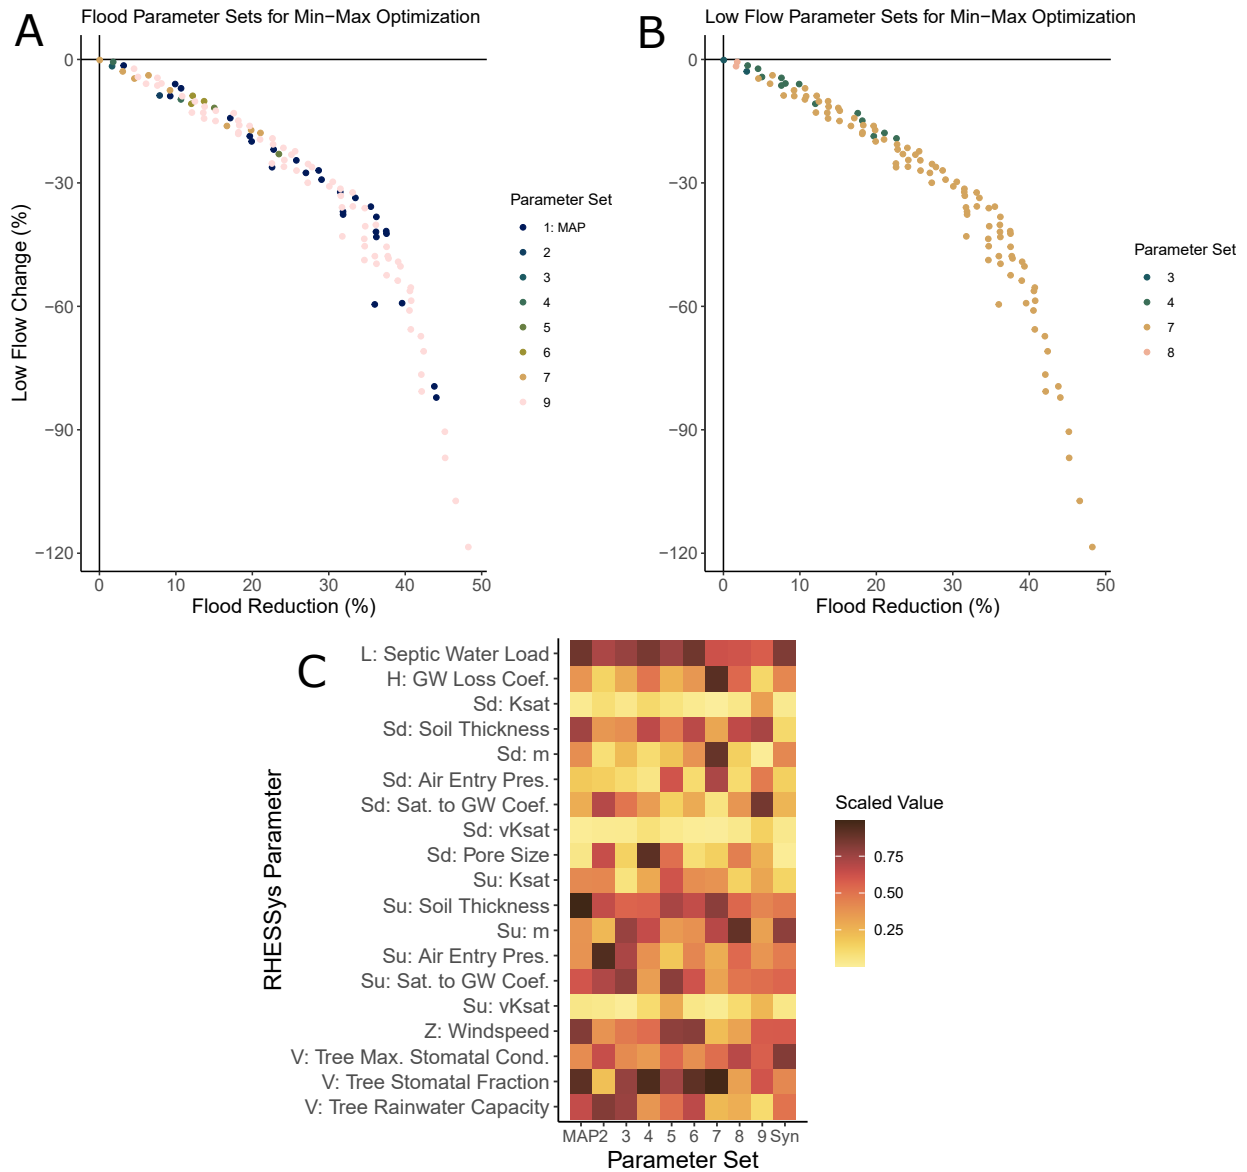 A
Flood Parameter Sets for Min−Max Optimization
0
−30
−60
−90
−120
Low Flow Change (%)
0 10 20 30 40 50
Flood Reduction (%)
Parameter Set
1: MAP
2
3
4
5
6
7
9
B
Low Flow Parameter Sets for Min−Max Optimization
0
−30
−60
−90
−120
0 10 20 30 40 50
Flood Reduction (%)
Parameter Set
3
4
7
8
C
RHESSys Parameter
L: Septic Water Load
H: GW Loss Coef.
Sd: Ksat
Sd: Soil Thickness
Sd: m
Sd: Air Entry Pres.
Sd: Sat. to GW Coef.
Sd: vKsat
Sd: Pore Size
Su: Ksat
Su: Soil Thickness
Su: m
Su: Air Entry Pres.
Su: Sat. to GW Coef.
Su: vKsat
Z: Windspeed
V: Tree Max. Stomatal Cond.
V: Tree Stomatal Fraction
V: Tree Rainwater Capacity
MAP 2 3 4 5 6 7 8 9 Syn
Parameter Set
Scaled Value
0.75
0.50
0.25